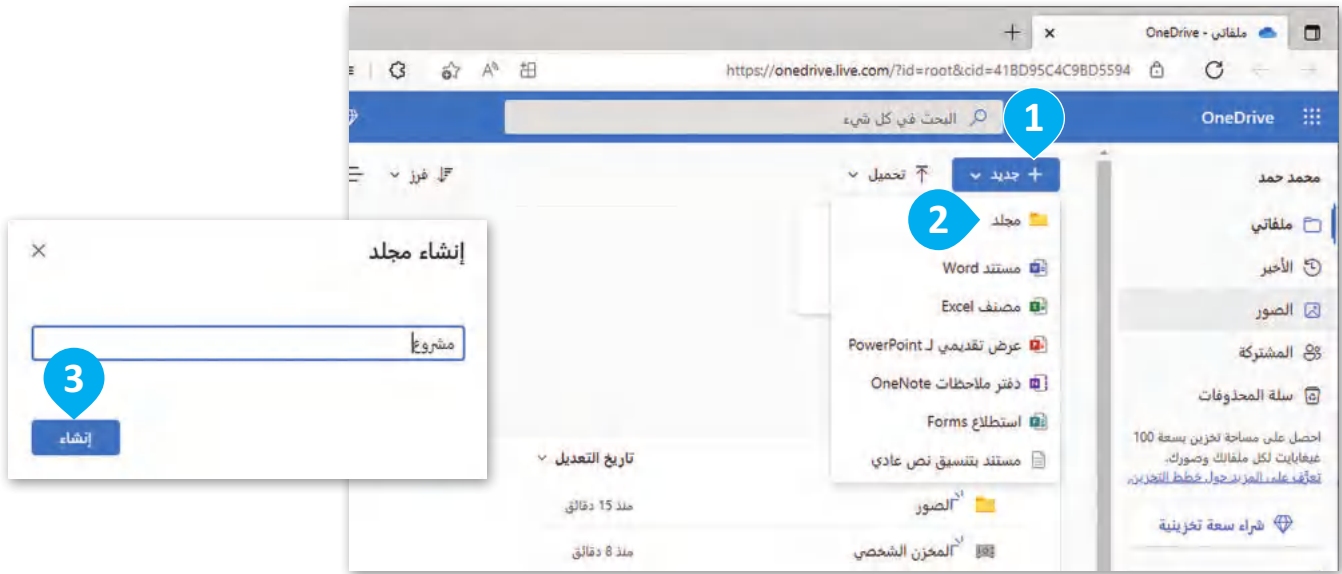 ملفاتي - OneDrive
https://onedrive.live.com/?id=root&cid=41BD95C4C9BD5594
OneDrive
البحث في كل شيء
1
محمد حمد
ملفاتي
الأخير
الصور
المشتركة
سلة المحذوفات
احصل على مساحة تخزين بسعة 100
غيغابايت لكل ملفاتك وصورك.
تعرّف على المزيد حول خطط التخزين.
شراء سعة تخزينية
+ جديد
تحميل
فرز
2
مجلد
مستند Word
مصنف Excel
عرض تقديمي لـ PowerPoint
دفتر ملاحظات OneNote
استطلاع Forms
مستند بتنسيق نص عادي
تاريخ التعديل
الصور
منذ 15 دقائق
المخزن الشخصي
منذ 8 دقائق
إنشاء مجلد
مشروع
3
إنشاء